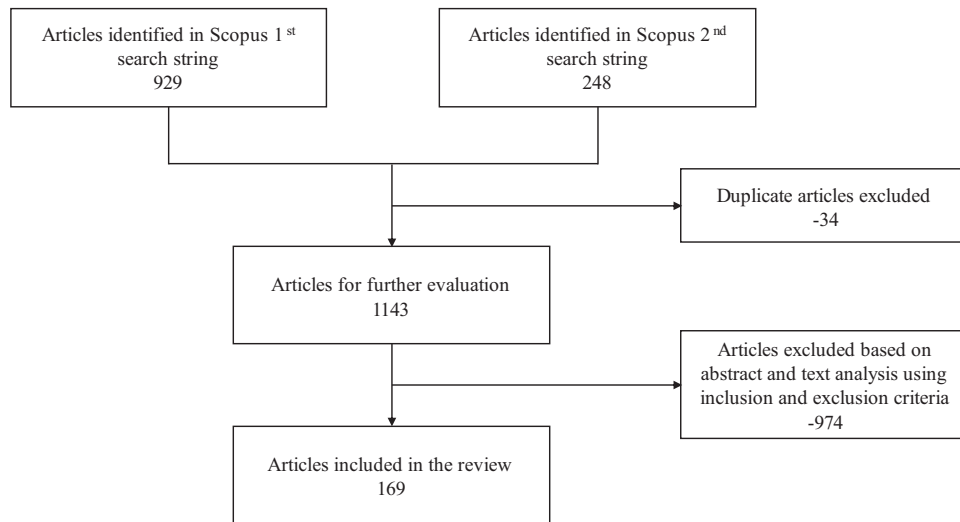 Articles identified in Scopus 1st
search string
929
Articles identified in Scopus 2nd
search string
248
Duplicate articles excluded
-34
Articles for further evaluation
1143
Articles excluded based on
abstract and text analysis using
inclusion and exclusion criteria
-974
Articles included in the review
169